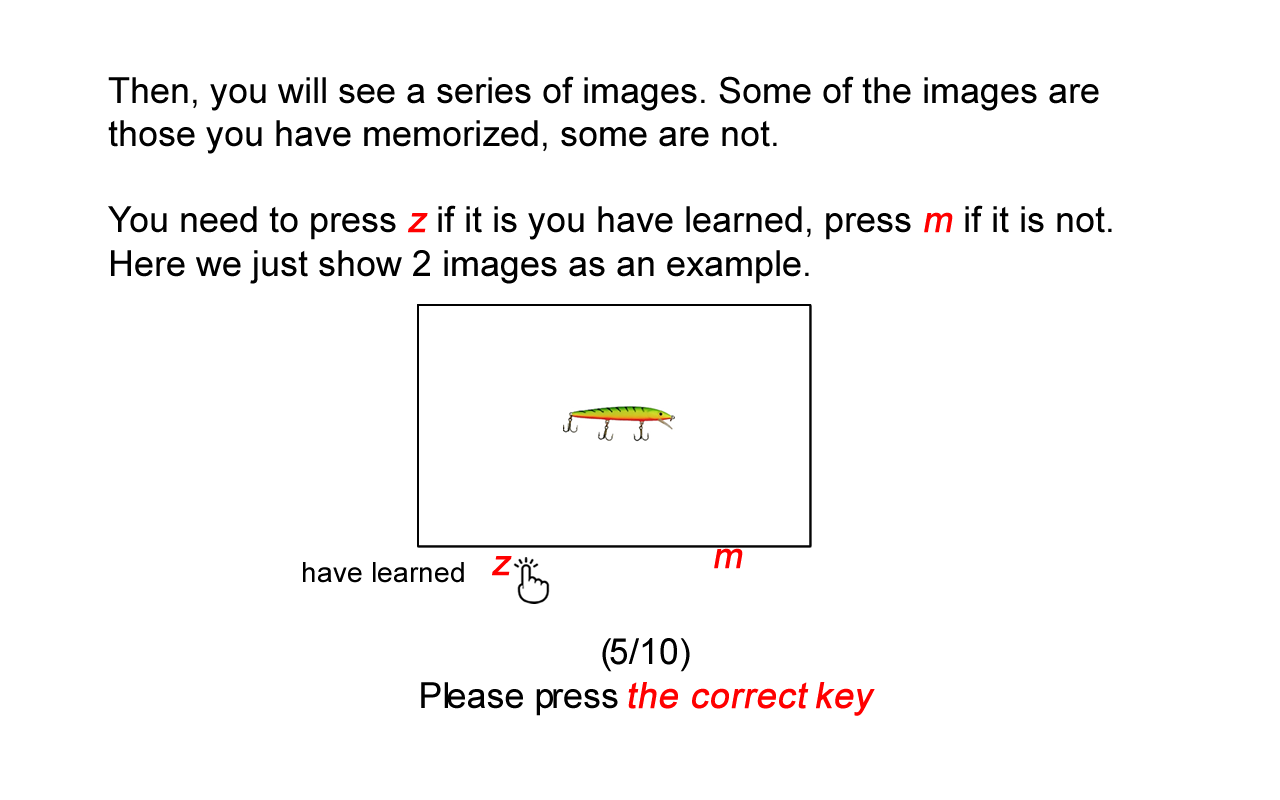 Then, you will see a series of images. Some of the images are
those you have memorized, some are not.
You need to press z if it is you have learned, press m if it is not.
Here we just show 2 images as an example.
have learned z m
(5/10)
Please press the correct key